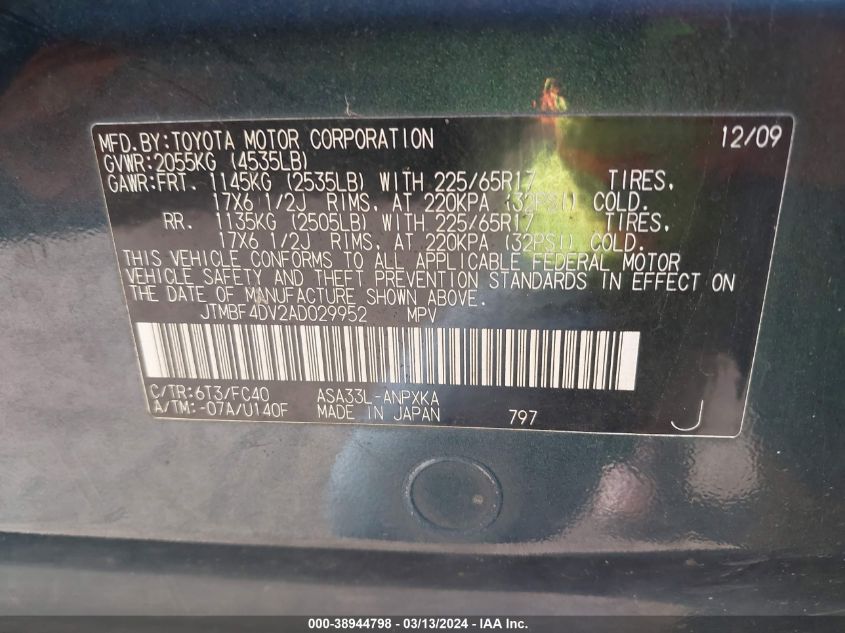 MFD.BY:TOYOTA MOTOR CORPORATION 12/09
GVWR:2055KG (4535LB)
GAWR:FRT. 1145KG (2535LB) WITH 225/65R17 TIRES,
17X6 1/2J RIMS, AT 220KPA (32PSI) COLD.
RR. 1135KG (2505LB) WITH 225/65R17 TIRES,
17X6 1/2J RIMS, AT 220KPA (32PSI) COLD.
THIS VEHICLE CONFORMS TO ALL APPLICABLE FEDERAL MOTOR
VEHICLE SAFETY AND THEFT PREVENTION STANDARDS IN EFFECT ON
THE DATE OF MANUFACTURE SHOWN ABOVE.
JTMBF4DV2AD029952 MPV
C/TR:6T3/FC40 ASA33L-ANPXKA
A/TM:-07A/U140F MADE IN JAPAN 797 J
000-38944798 - 03/13/2024 - IAA Inc.